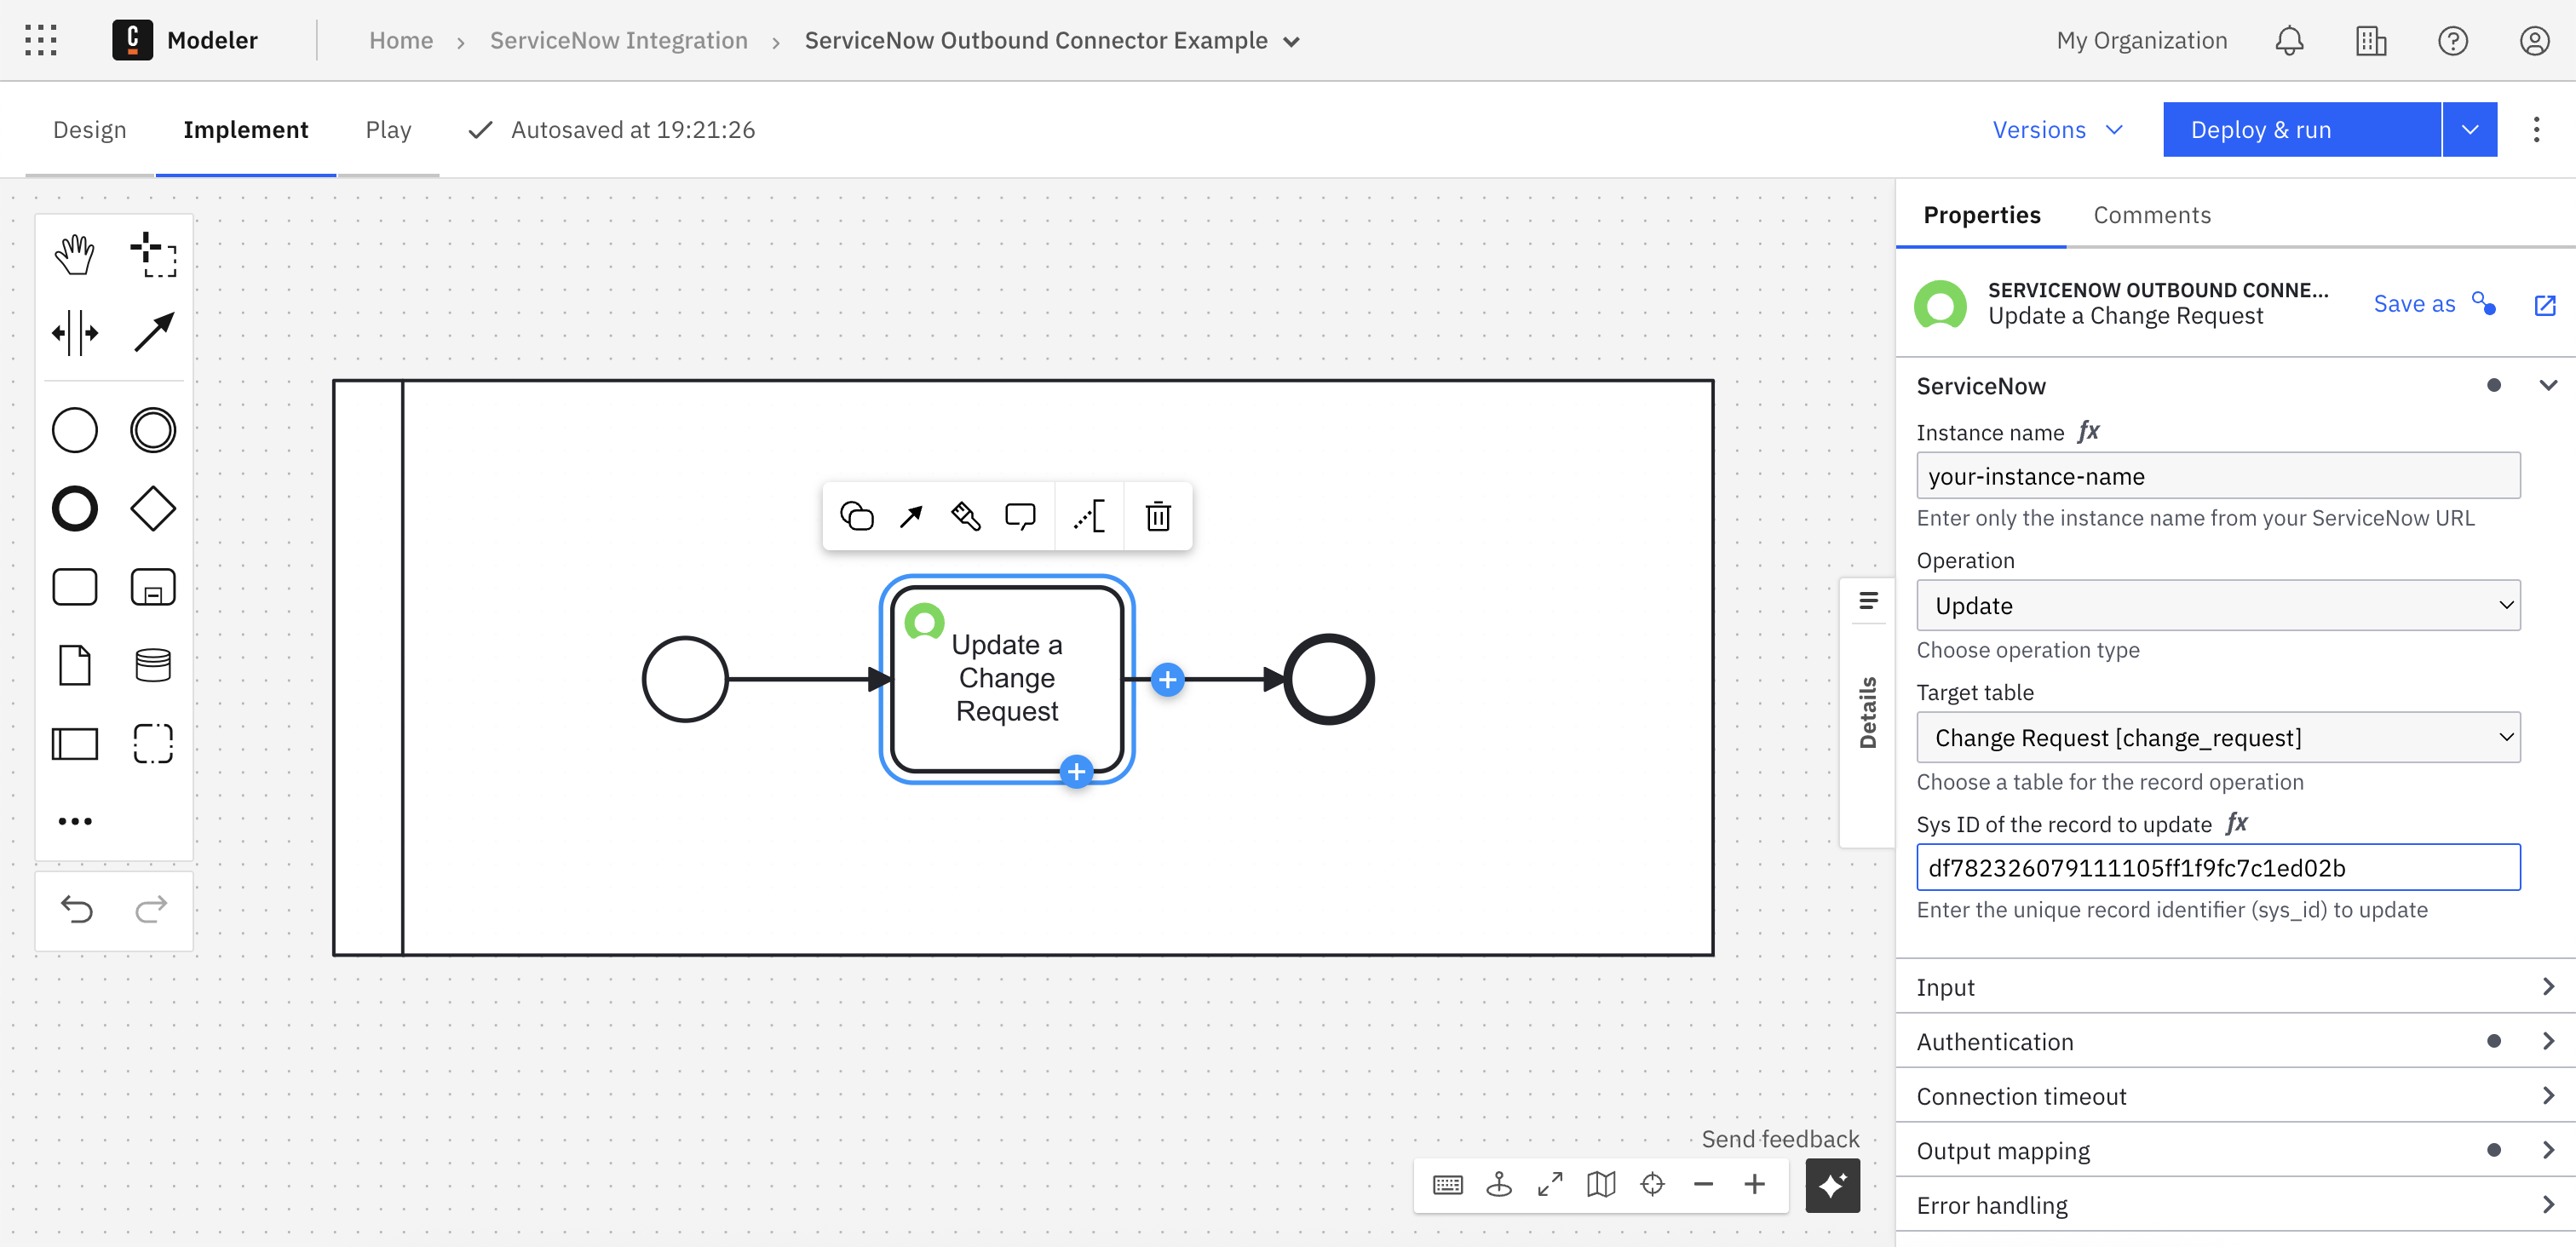 Modeler
Home
ServiceNow Integration
ServiceNow Outbound Connector Example
My Organization
Design
Implement
Play
Autosaved at 19:21:26
Versions
Deploy & run
Properties
Comments
SERVICENOW OUTBOUND CONNE...
Update a Change Request
Save as
ServiceNow
Instance name
your-instance-name
Enter only the instance name from your ServiceNow URL
Operation
Update
Choose operation type
Target table
Change Request [change_request]
Choose a table for the record operation
Sys ID of the record to update
df782326079111105ff1f9fc7c1ed02b
Enter the unique record identifier (sys_id) to update
Input
Authentication
Connection timeout
Output mapping
Error handling
Update a
Change
Request
Details
Send feedback